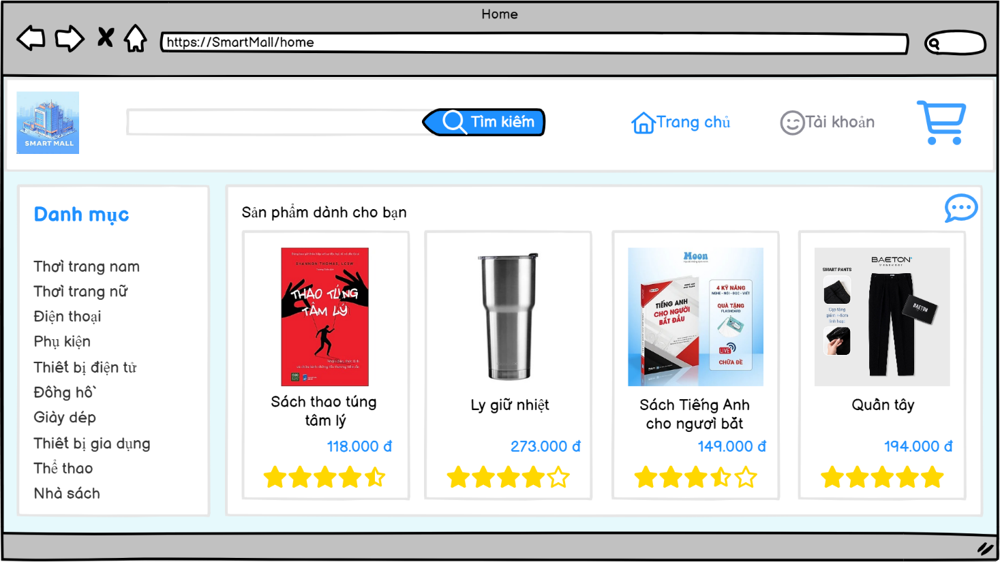 Home
https://SmartMall/home
SMART MALL
Tìm kiếm
Trang chủ
Tài khoản
Danh mục
Thời trang nam
Thời trang nữ
Điện thoại
Phụ kiện
Thiết bị điện tử
Đồng hồ
Giày dép
Thiết bị gia dụng
Thể thao
Nhà sách
Sản phẩm dành cho bạn
SHANNON THOMAS, LCSW
THAO TÚNG
TÂM LÝ
Sách thao túng
tâm lý
118.000 đ
Ly giữ nhiệt
273.000 đ
Moon
TIẾNG ANH
CHO NGƯỜI
BẮT ĐẦU
4 KỸ NĂNG
NGHE - NÓI - ĐỌC - VIẾT
QUÀ TẶNG
FLASHCARD
LIVE
CHỮA ĐỀ
Sách Tiếng Anh
cho người bắt
149.000 đ
BAETON
SMART PANTS
BAETON
Quần tây
194.000 đ